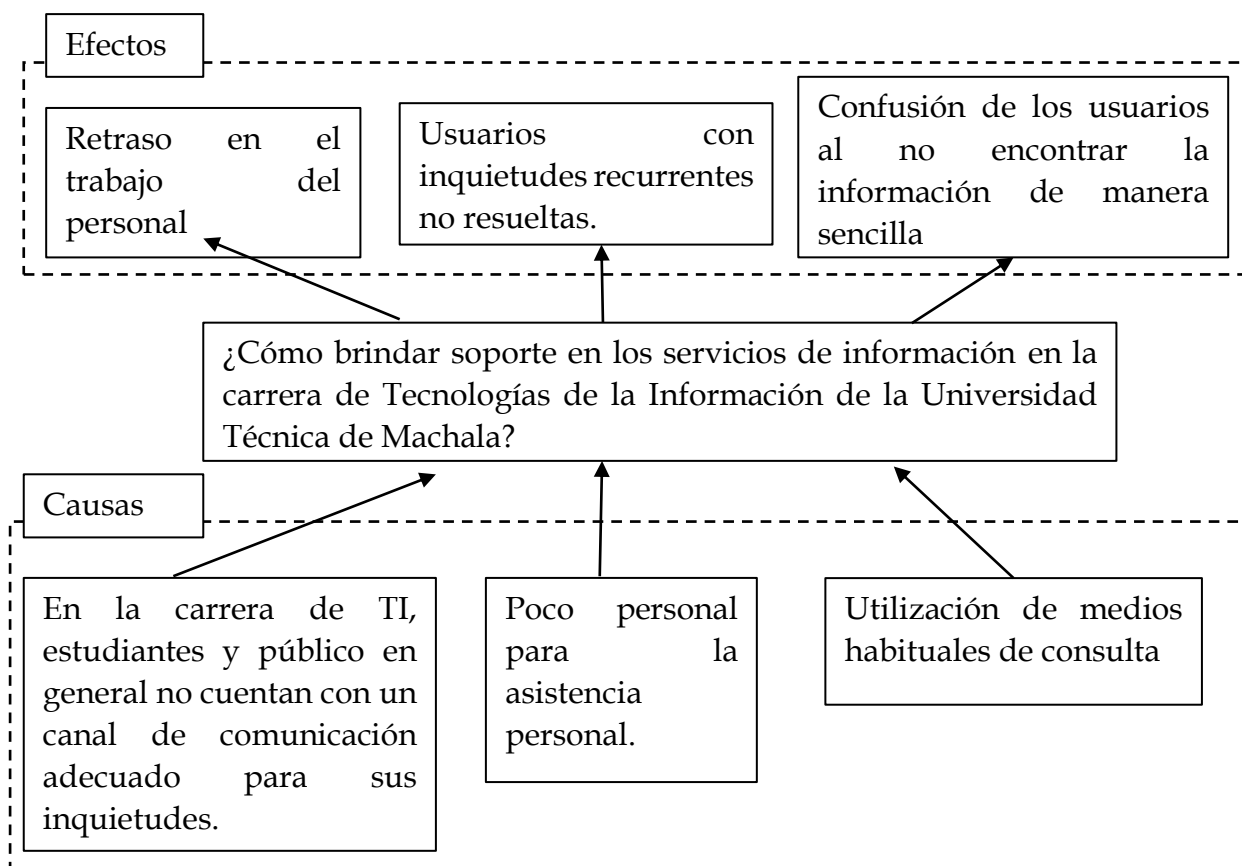 Efectos
Retraso en el
trabajo del
personal
Usuarios con
inquietudes recurrentes
no resueltas.
Confusión de los usuarios
al no encontrar la
información de manera
sencilla
¿Cómo brindar soporte en los servicios de información en la
carrera de Tecnologías de la Información de la Universidad
Técnica de Machala?
Causas
En la carrera de TI,
estudiantes y público en
general no cuentan con un
canal de comunicación
adecuado para sus
inquietudes.
Poco personal
para la
asistencia
personal.
Utilización de medios
habituales de consulta